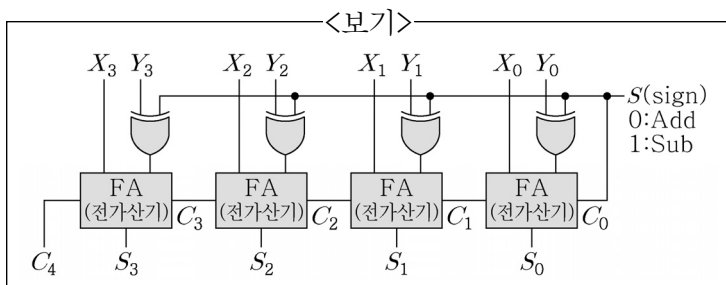 <보기>
X3 Y3 X2 Y2 X1 Y1 X0 Y0
S(sign)
0:Add
1:Sub
FA FA FA FA
(전가산기) C3 (전가산기) C2 (전가산기) C1 (전가산기) C0
C4 S3 S2 S1 S0